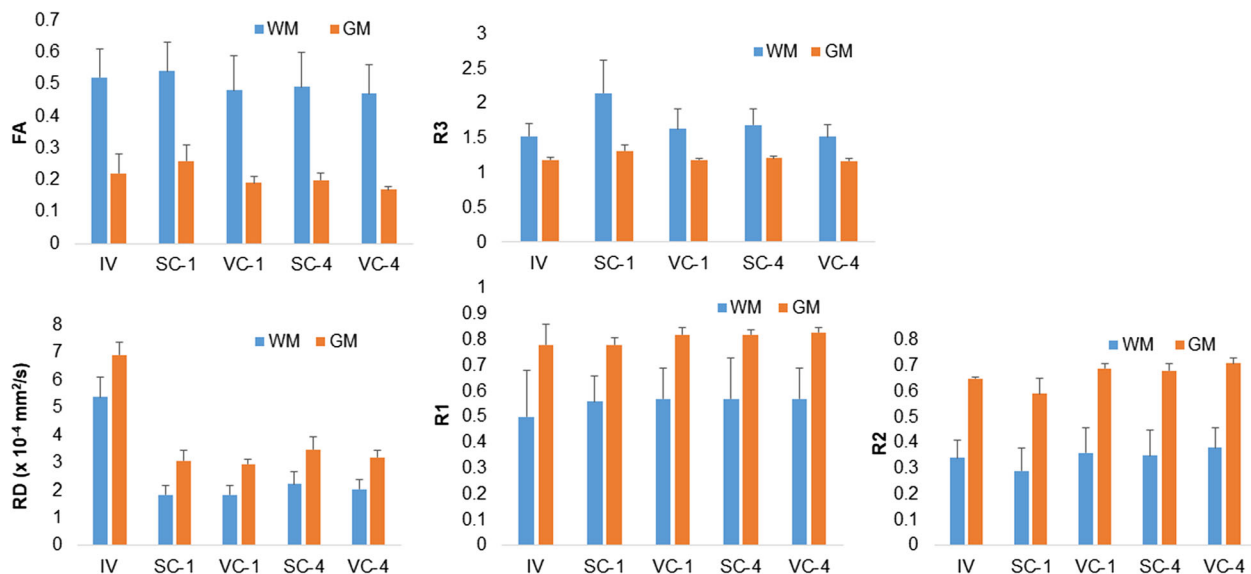 0.7
0.6
0.5
0.4
0.3
0.2
0.1
0
FA
WM GM
IV SC-1 VC-1 SC-4 VC-4
3
2.5
2
1.5
1
0.5
0
R3
WM GM
IV SC-1 VC-1 SC-4 VC-4
8
7
6
5
4
3
2
1
0
RD (x 10⁻⁴ mm²/s)
WM GM
IV SC-1 VC-1 SC-4 VC-4
1
0.9
0.8
0.7
0.6
0.5
0.4
0.3
0.2
0.1
0
R1
WM GM
IV SC-1 VC-1 SC-4 VC-4
0.8
0.7
0.6
0.5
0.4
0.3
0.2
0.1
0
R2
WM GM
IV SC-1 VC-1 SC-4 VC-4